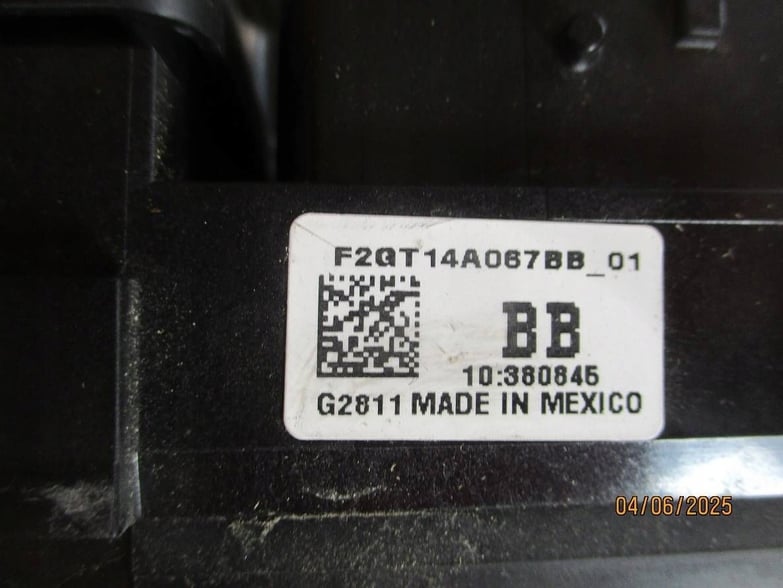 F2GT14A067BB_01
BB
10:380845
G2811 MADE IN MEXICO
04/06/2025